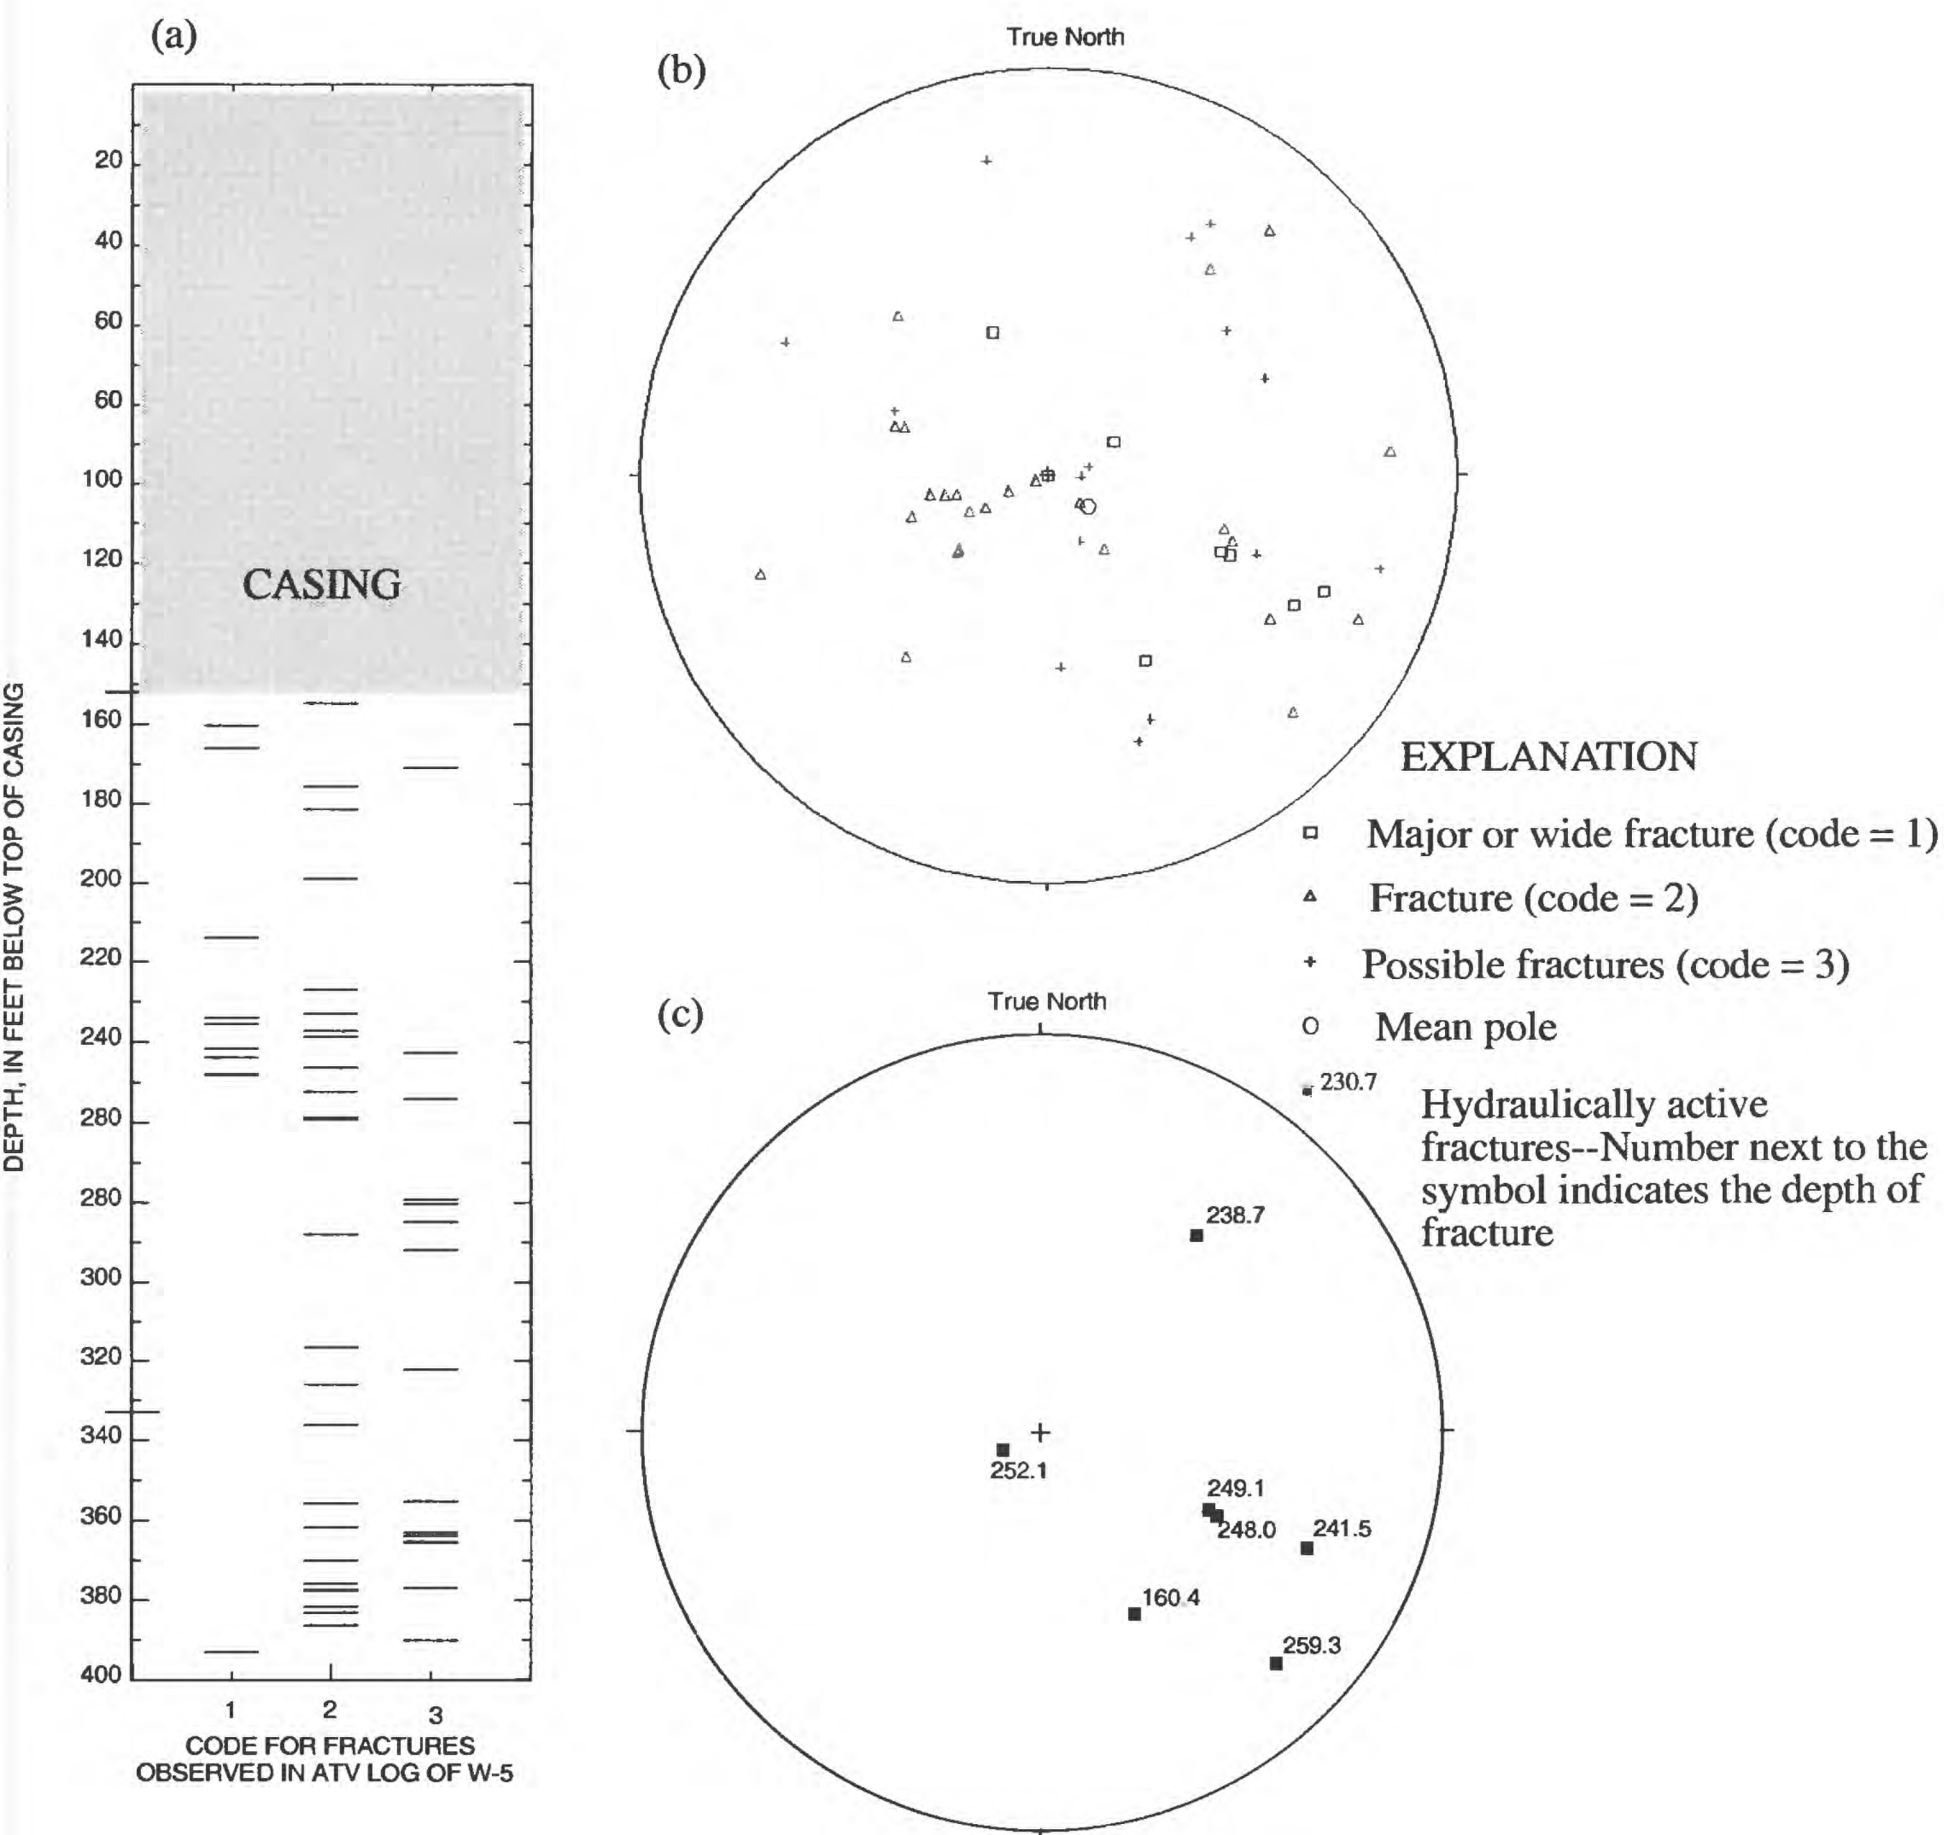 (a)
20
40
60
60
100
120
140
160
180
200
220
240
280
280
300
320
340
360
380
400
CASING
DEPTH, IN FEET BELOW TOP OF CASING
1 2 3
CODE FOR FRACTURES
OBSERVED IN ATV LOG OF W-5
(b)
True North
EXPLANATION
Major or wide fracture (code = 1)
Fracture (code = 2)
Possible fractures (code = 3)
Mean pole
230.7
Hydraulically active
fractures--Number next to the
symbol indicates the depth of
fracture
(c)
True North
238.7
252.1
249.1
248.0
241.5
160.4
259.3